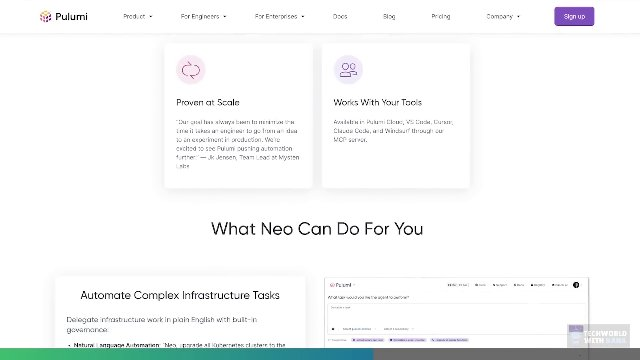 Pulumi Product For Engineers For Enterprises Docs Blog Pricing Company Sign up
Proven at Scale
"Our goal has always been to minimize the
time it takes an engineer to go from an idea
to an experiment in production. We're
excited to see Pulumi pushing automation
further." — Jk Jensen, Team Lead at Mysten
Labs
Works With Your Tools
Available in Pulumi Cloud, VS Code, Cursor,
Claude Code, and Windsurf through our
MCP server.
What Neo Can Do For You
Automate Complex Infrastructure Tasks
Delegate infrastructure work in plain English with built-in
governance:
• Natural Language Automation: "Neo, upgrade all Kubernetes clusters to the
Pulumi
What task would you like the agent to perform?
TECHWORLD
WITH NANA